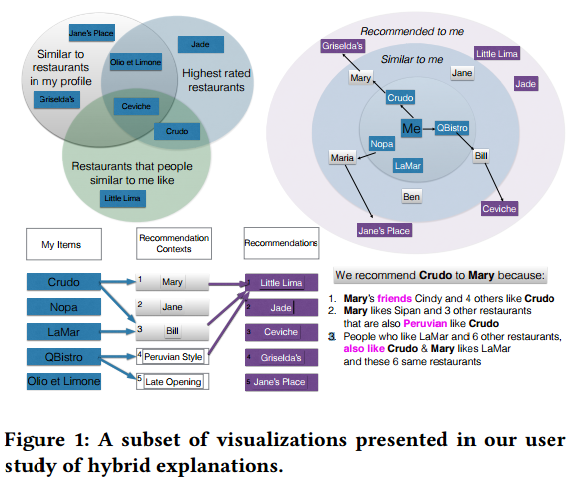 Jane's Place
Similar to
restaurants
in my profile
Olio et Limone
Jade
Highest rated
restaurants
Griselda's
Ceviche
Crudo
Restaurants that people
similar to me like
Little Lima
Recommended to me
Griselda's
Similar to me
Little Lima
Mary
Jane
Jade
Crudo
Me
QBistro
Nopa
Maria
Bill
LaMar
Ben
Ceviche
Jane's Place
My Items
Recommendation
Contexts
Recommendations
Crudo
Nopa
LaMar
QBistro
Olio et Limone
1 Mary
2 Jane
3 Bill
4 Peruvian Style
5 Late Opening
Little Lima
2 Jade
3 Ceviche
4 Griselda's
5 Jane's Place
We recommend Crudo to Mary because:
1. Mary's friends Cindy and 4 others like Crudo
2. Mary likes Sipan and 3 other restaurants
that are also Peruvian like Crudo
3. People who like LaMar and 6 other restaurants,
also like Crudo & Mary likes LaMar
and these 6 same restaurants
Figure 1: A subset of visualizations presented in our user
study of hybrid explanations.